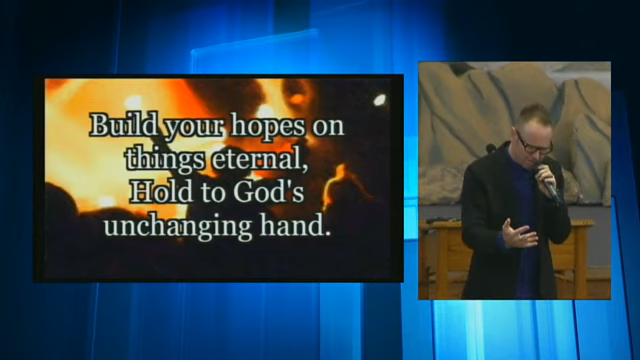 Build your hopes on
things eternal,
Hold to God's
unchanging hand.